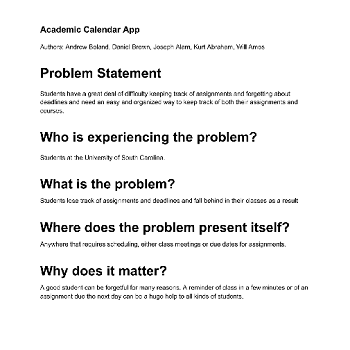 Academic Calendar App
Authors: Andrew Boland, Daniel Brown, Joseph Alam, Kurt Abraham, Will Amos
Problem Statement
Students have a great deal of difficulty keeping track of assignments and forgetting about
deadlines and need an easy and organized way to keep track of both their assignments and
courses.
Who is experiencing the problem?
Students at the University of South Carolina.
What is the problem?
Students lose track of assignments and deadlines and fall behind in their classes as a result
Where does the problem present itself?
Anywhere that requires scheduling, either class meetings or due dates for assignments.
Why does it matter?
A good student can be forgetful for many reasons. A reminder of class in a few minutes or of an
assignment due the next day can be a huge help to all kinds of students.